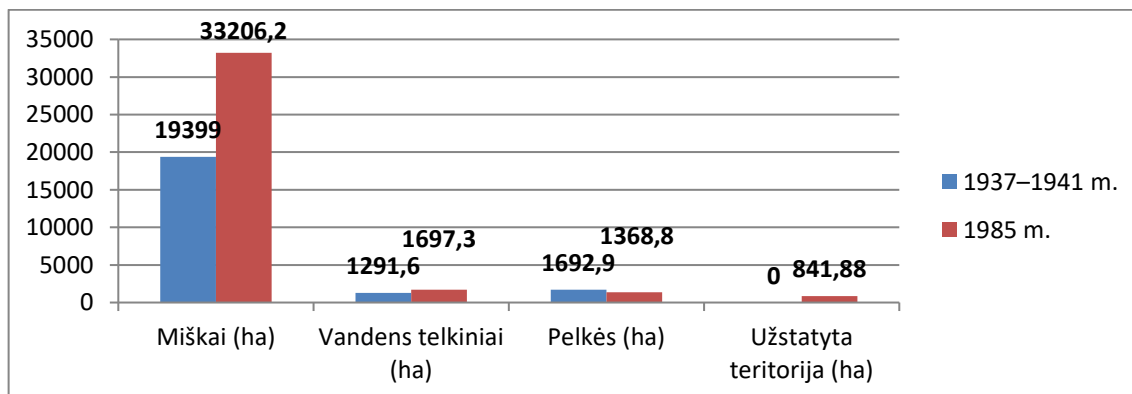 35000
30000
25000
20000
15000
10000
5000
0
33206,2
19399
1697,3
1291,6
1368,8
1692,9
0
841,88
Miškai (ha)
Vandens telkiniai
(ha)
Pelkės (ha)
Užstatyta
teritorija (ha)
1937–1941 m.
1985 m.